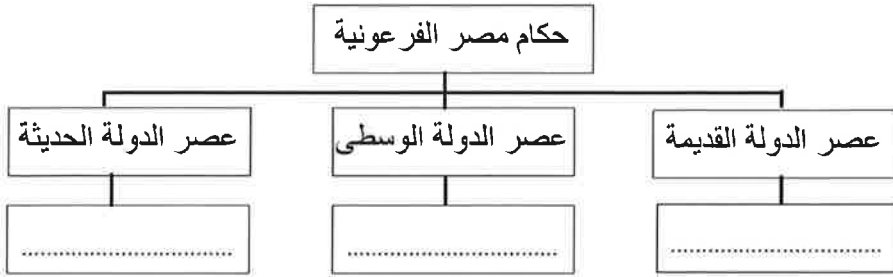 حكام مصر الفرعونية
عصر الدولة القديمة
عصر الدولة الوسطى
عصر الدولة الحديثة
................................
................................
................................